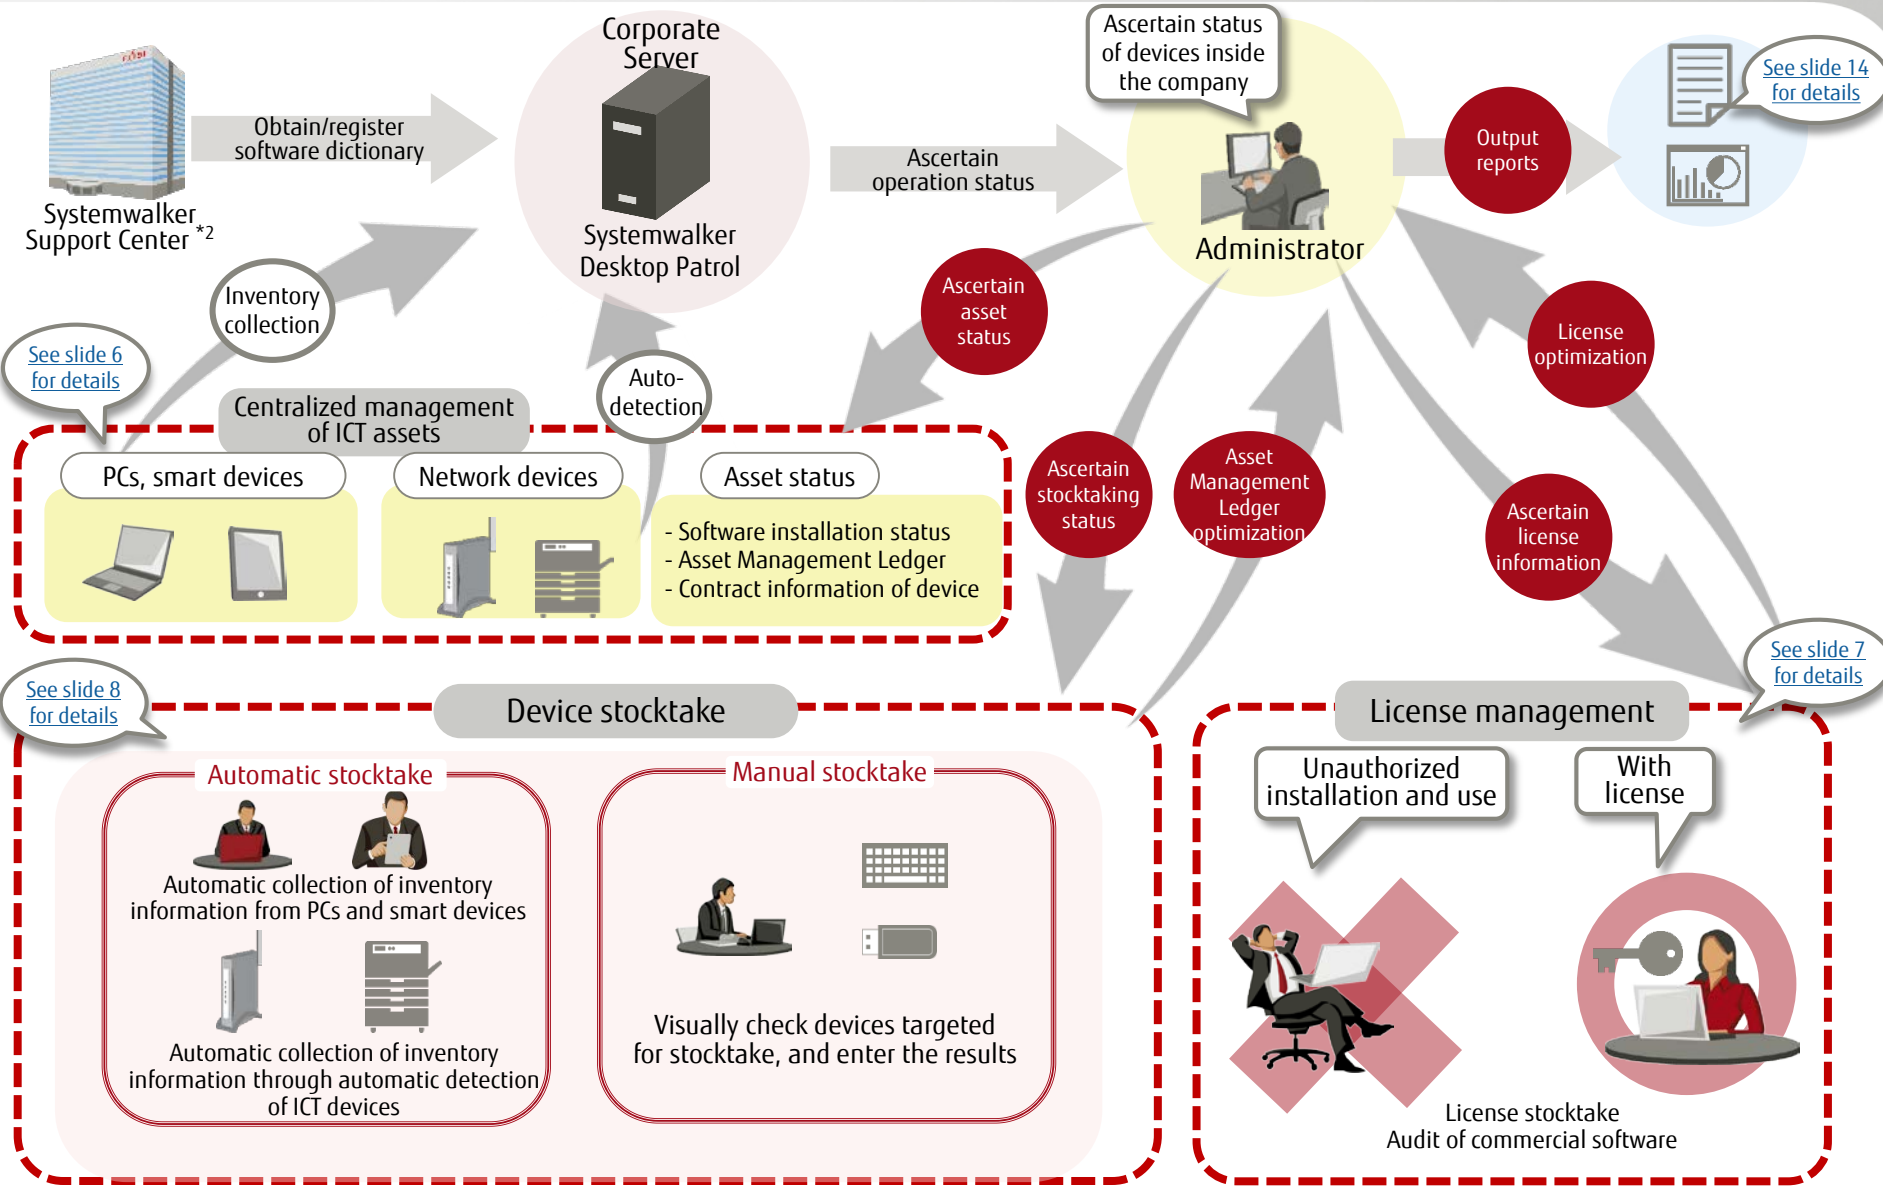 Corporate
Server
Ascertain status
of devices inside
the company
See slide 14
for details
Obtain/register
software dictionary
Ascertain
operation status
Output
reports
Systemwalker
Support Center *2
Systemwalker
Desktop Patrol
Administrator
Inventory
collection
Ascertain
asset
status
License
optimization
See slide 6
for details
Auto-
detection
Centralized management
of ICT assets
PCs, smart devices
Network devices
Asset status
- Software installation status
- Asset Management Ledger
- Contract information of device
Ascertain
stocktaking
status
Asset
Management
Ledger
optimization
Ascertain
license
information
See slide 7
for details
See slide 8
for details
Device stocktake
License management
Automatic stocktake
Manual stocktake
Automatic collection of inventory
information from PCs and smart devices
Automatic collection of inventory
information through automatic detection
of ICT devices
Visually check devices targeted
for stocktake, and enter the results
Unauthorized
installation and use
With
license
License stocktake
Audit of commercial software